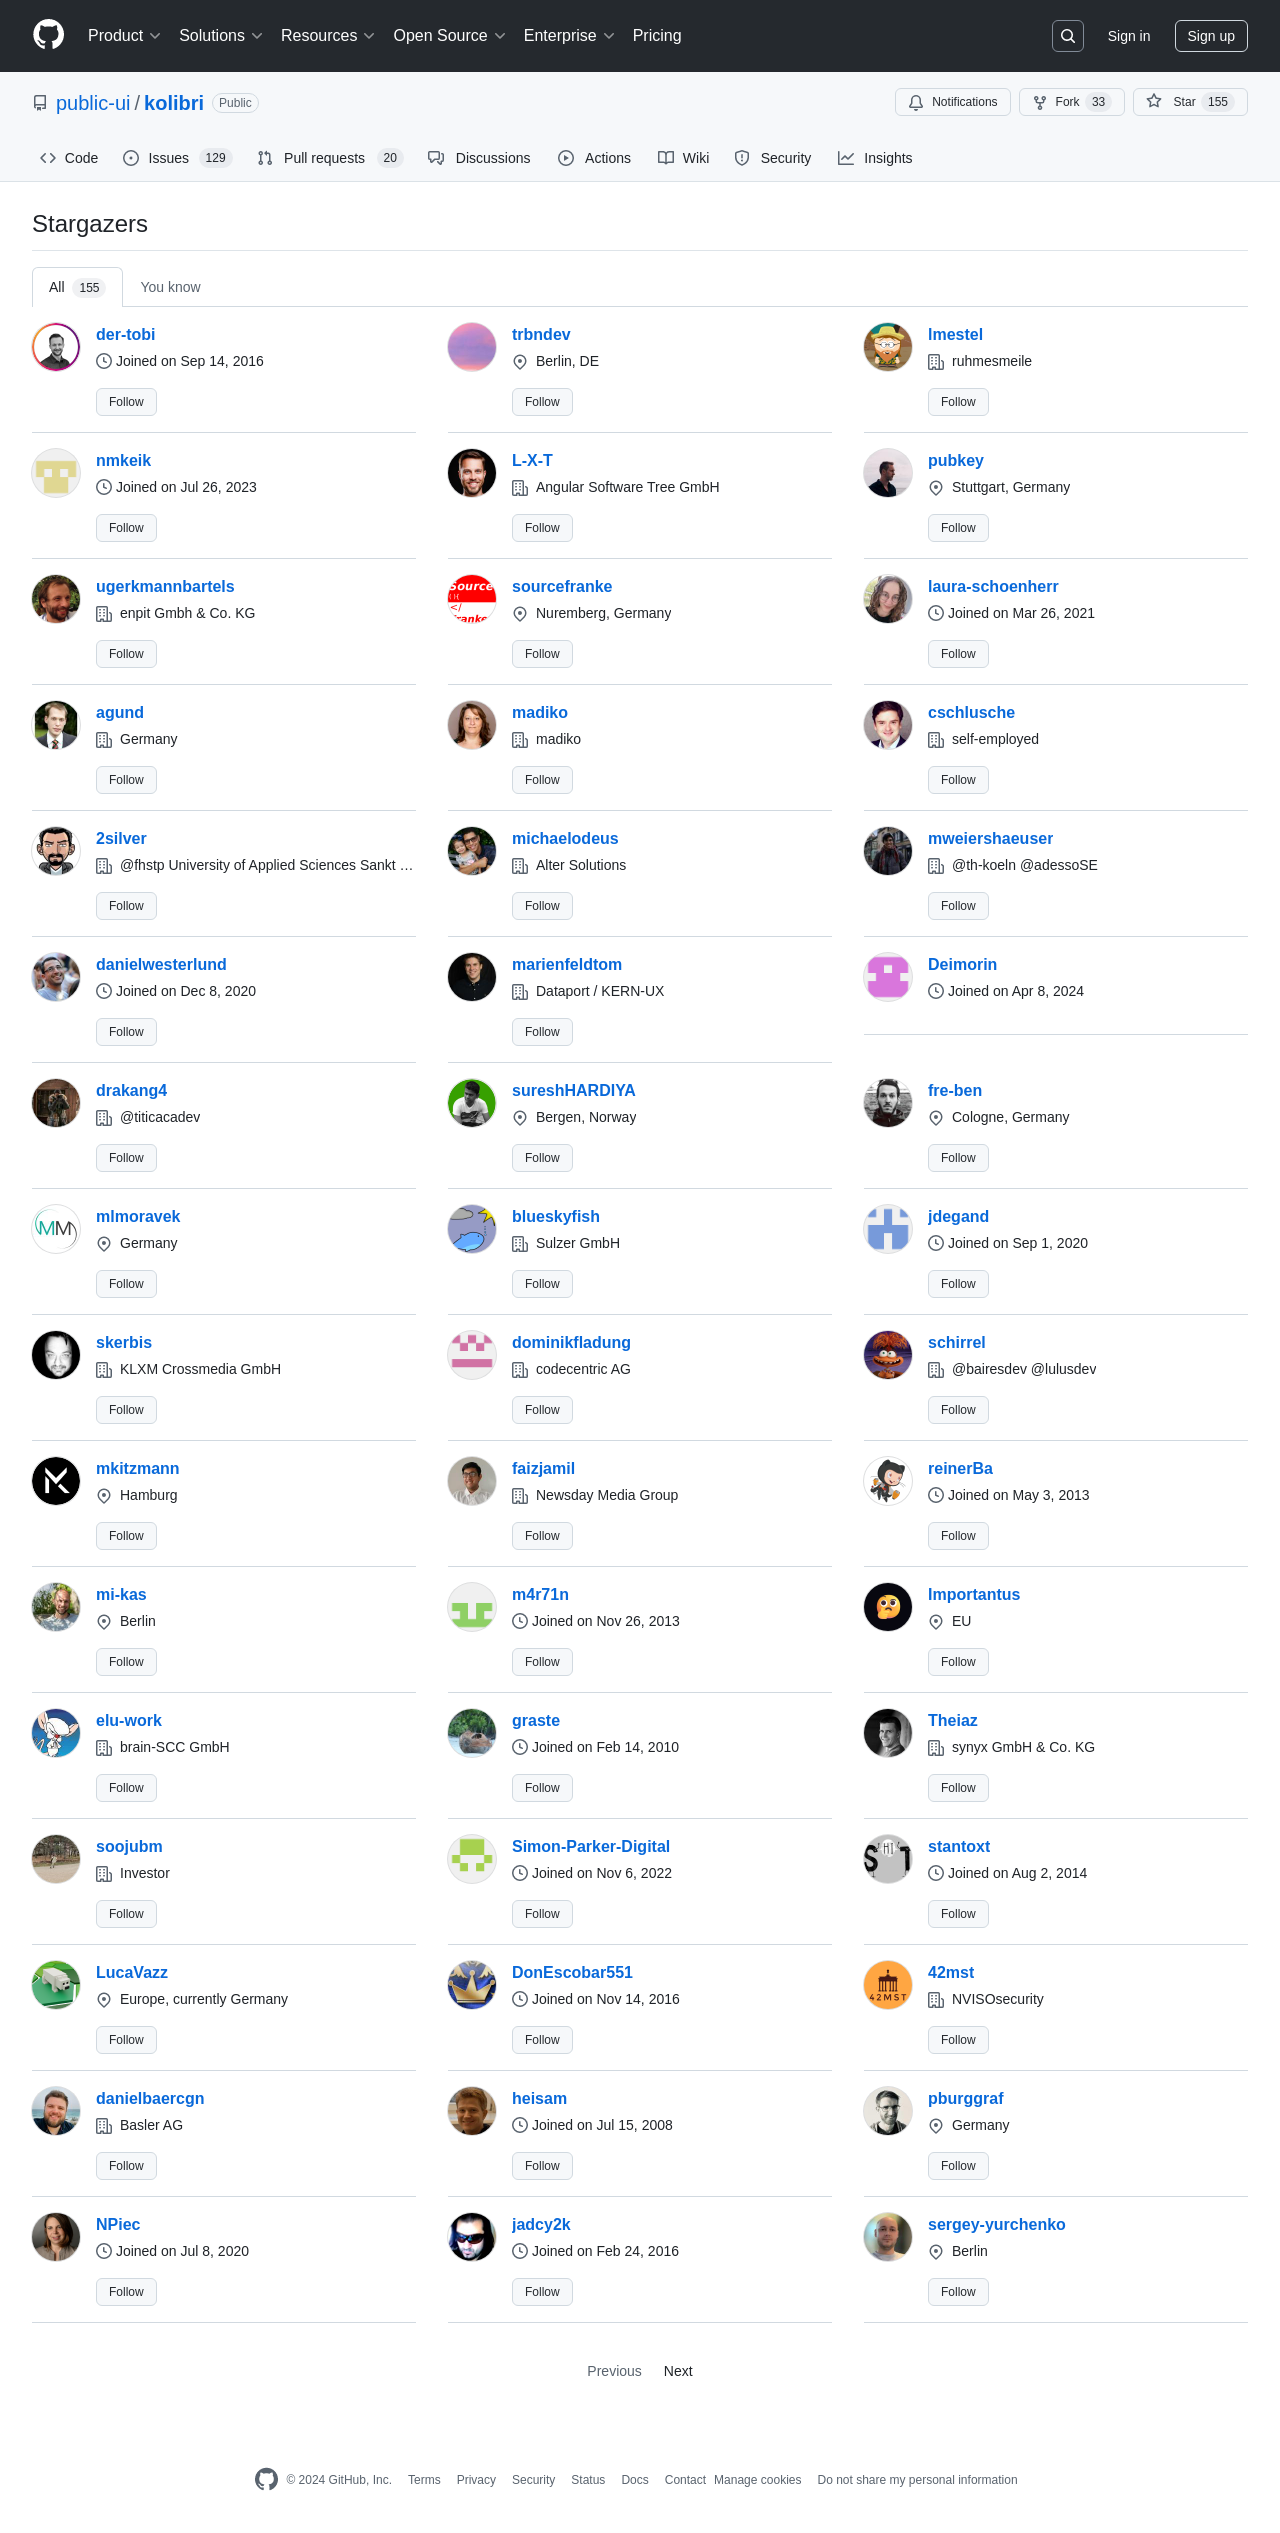 Product Solutions Resources Open Source Enterprise Pricing Sign in Sign up
public-ui / kolibri Public Notifications Fork 33 Star 155
Code Issues 129 Pull requests 20 Discussions Actions Wiki Security Insights
Stargazers
All 155 You know
der-tobi
Joined on Sep 14, 2016
Follow
trbndev
Berlin, DE
Follow
lmestel
ruhmesmeile
Follow
nmkeik
Joined on Jul 26, 2023
Follow
L-X-T
Angular Software Tree GmbH
Follow
pubkey
Stuttgart, Germany
Follow
ugerkmannbartels
enpit Gmbh & Co. KG
Follow
Source
</
franke
sourcefranke
Nuremberg, Germany
Follow
laura-schoenherr
Joined on Mar 26, 2021
Follow
agund
Germany
Follow
madiko
madiko
Follow
cschlusche
self-employed
Follow
2silver
@fhstp University of Applied Sciences Sankt …
Follow
michaelodeus
Alter Solutions
Follow
mweiershaeuser
@th-koeln @adessoSE
Follow
danielwesterlund
Joined on Dec 8, 2020
Follow
marienfeldtom
Dataport / KERN-UX
Follow
Deimorin
Joined on Apr 8, 2024
drakang4
@titicacadev
Follow
sureshHARDIYA
Bergen, Norway
Follow
fre-ben
Cologne, Germany
Follow
MM
mlmoravek
Germany
Follow
blueskyfish
Sulzer GmbH
Follow
jdegand
Joined on Sep 1, 2020
Follow
skerbis
KLXM Crossmedia GmbH
Follow
dominikfladung
codecentric AG
Follow
schirrel
@bairesdev @lulusdev
Follow
mkitzmann
Hamburg
Follow
faizjamil
Newsday Media Group
Follow
reinerBa
Joined on May 3, 2013
Follow
mi-kas
Berlin
Follow
m4r71n
Joined on Nov 26, 2013
Follow
Importantus
EU
Follow
elu-work
brain-SCC GmbH
Follow
graste
Joined on Feb 14, 2010
Follow
Theiaz
synyx GmbH & Co. KG
Follow
soojubm
Investor
Follow
Simon-Parker-Digital
Joined on Nov 6, 2022
Follow
stantoxt
Joined on Aug 2, 2014
Follow
LucaVazz
Europe, currently Germany
Follow
DonEscobar551
Joined on Nov 14, 2016
Follow
42MST
42mst
NVISOsecurity
Follow
danielbaercgn
Basler AG
Follow
heisam
Joined on Jul 15, 2008
Follow
pburggraf
Germany
Follow
NPiec
Joined on Jul 8, 2020
Follow
jadcy2k
Joined on Feb 24, 2016
Follow
sergey-yurchenko
Berlin
Follow
Previous Next
© 2024 GitHub, Inc. Terms Privacy Security Status Docs Contact Manage cookies Do not share my personal information